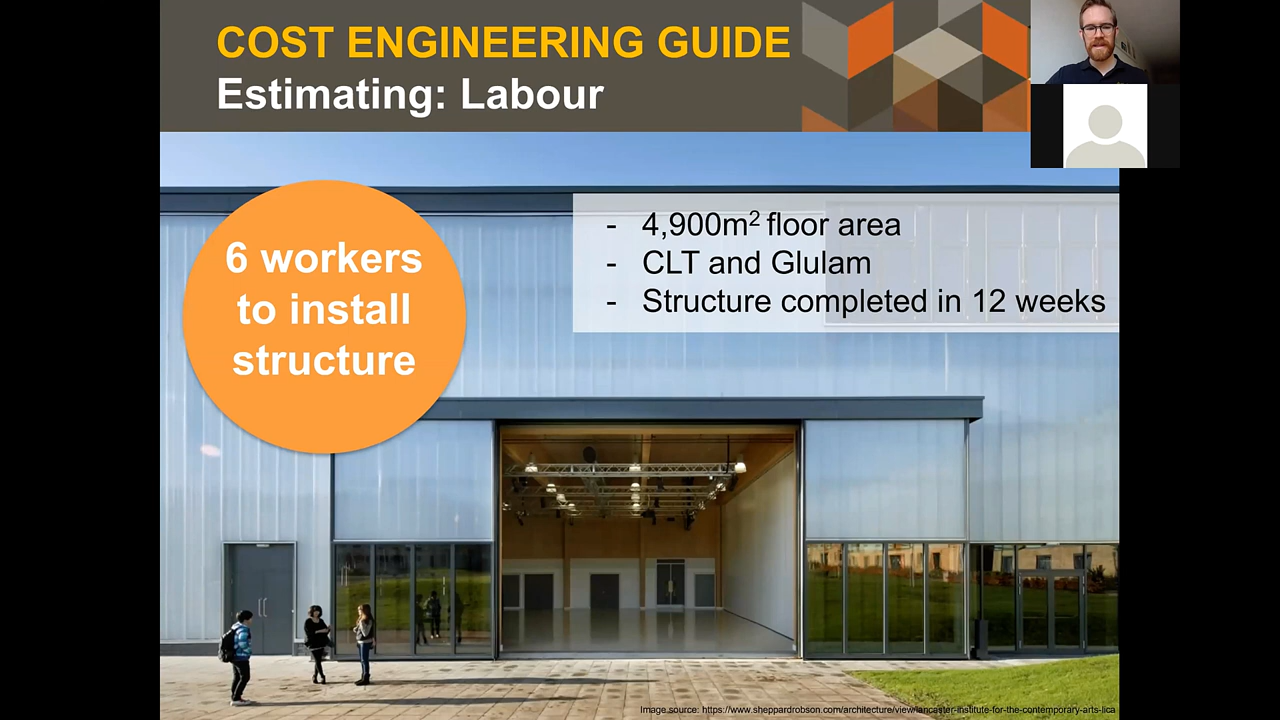 COST ENGINEERING GUIDE
Estimating: Labour
6 workers
to install
structure
- 4,900m² floor area
- CLT and Glulam
- Structure completed in 12 weeks
Image source: https://www.sheppardrobson.com/architecture/view/lancaster-institute-for-the-contemporary-arts-lica